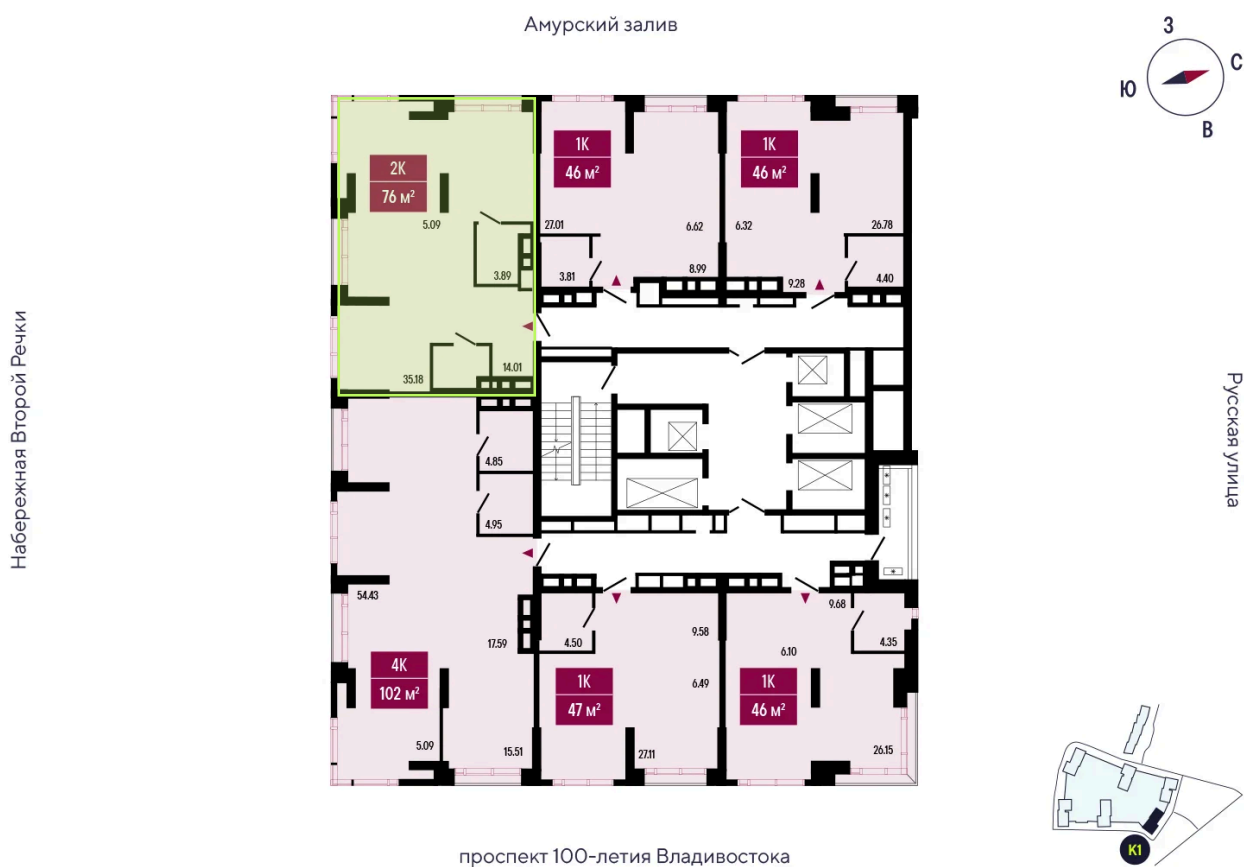 Амурский залив
З
С
Ю
В
2К
76 м²
5.09
3.89
35.18
14.01
1К
46 м²
27.01
6.62
3.81
8.99
1К
46 м²
6.32
26.78
9.28
4.40
Набережная Второй Речки
Русская улица
4.85
4.95
54.43
17.59
4К
102 м²
5.09
15.51
4.50
9.58
6.49
1К
47 м²
27.11
9.68
4.35
6.10
1К
46 м²
26.15
К1
проспект 100-летия Владивостока